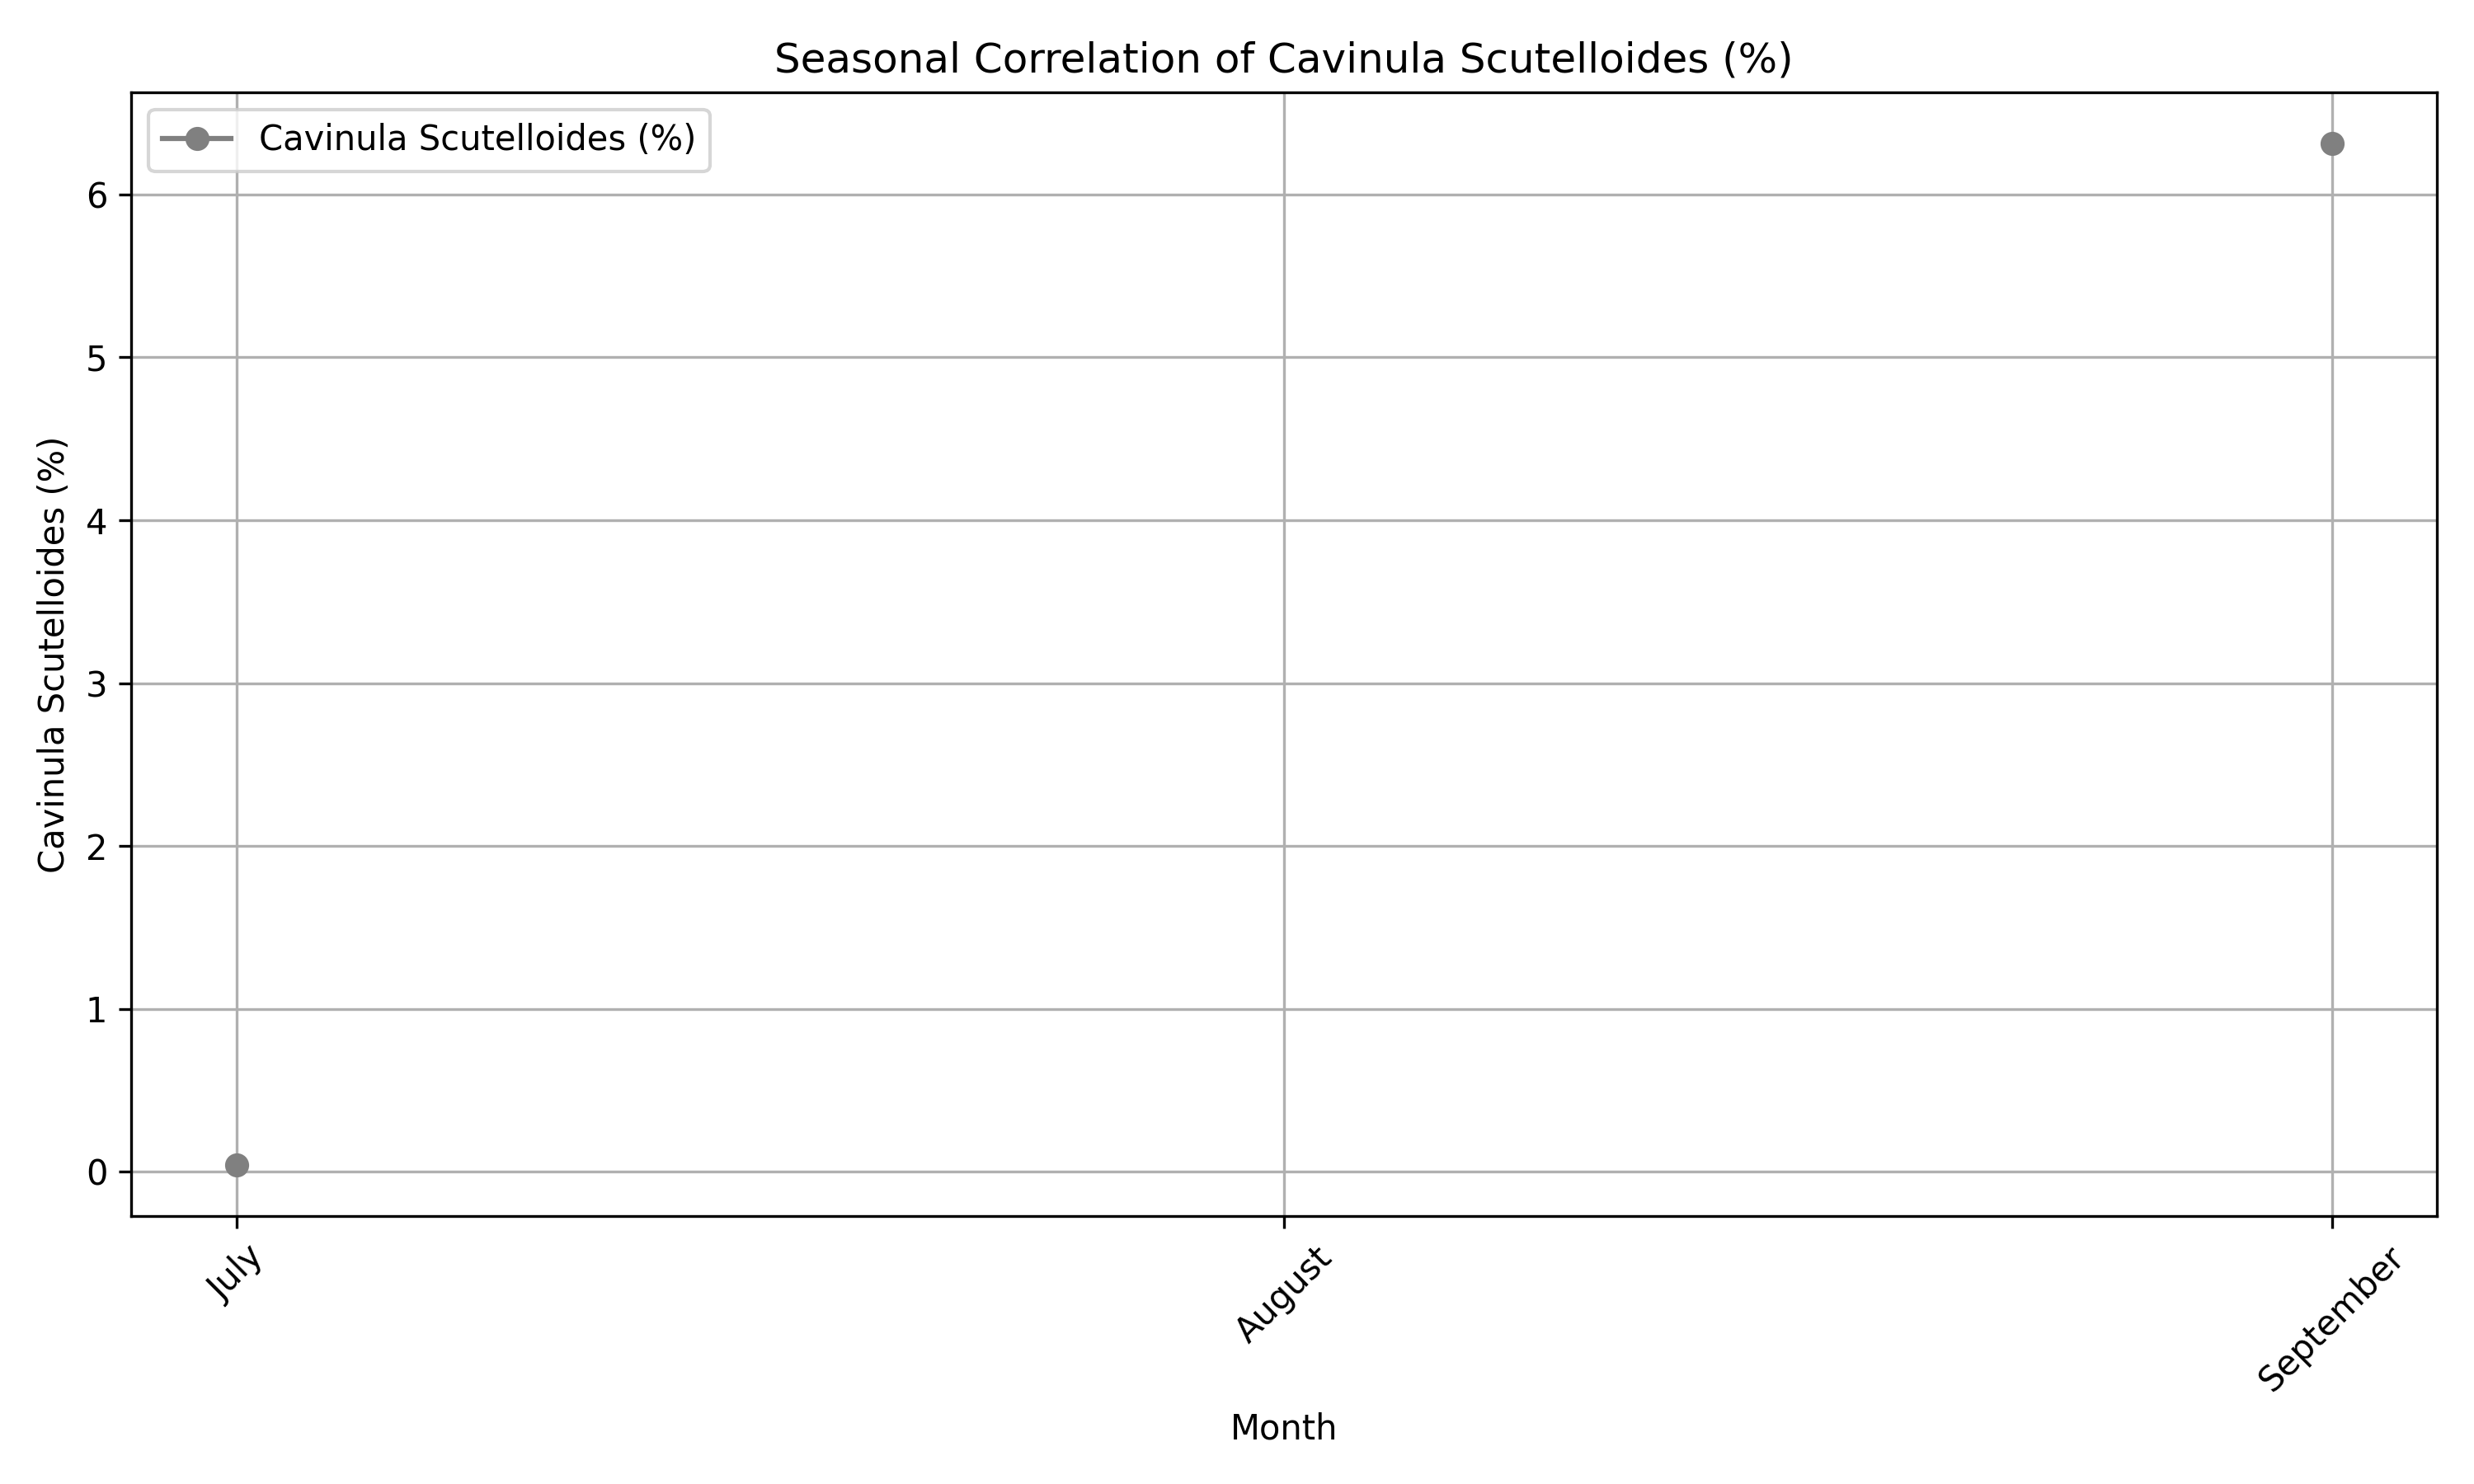 Seasonal Correlation of Cavinula Scutelloides (%)
Cavinula Scutelloides (%)
Cavinula Scutelloides (%)
6
5
4
3
2
1
0
July
August
September
Month